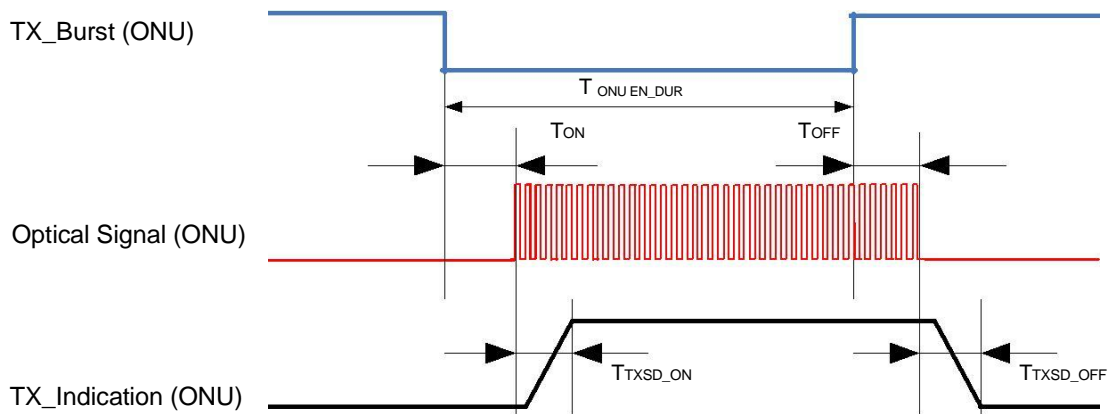 TX_Burst (ONU)
T ONU EN_DUR
TON
TOFF
Optical Signal (ONU)
TTXSD_ON
TTXSD_OFF
TX_Indication (ONU)